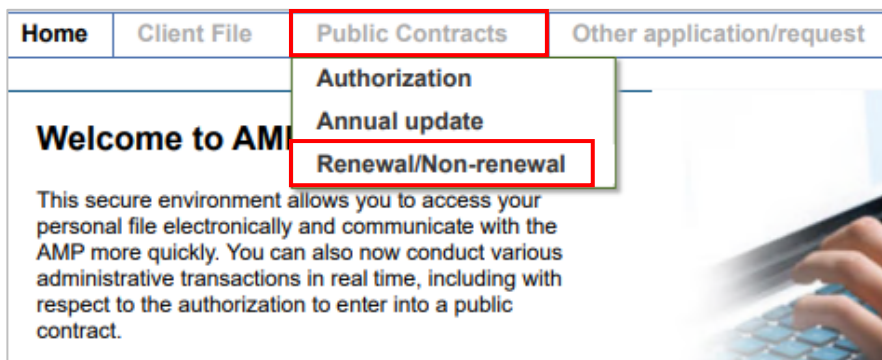 Home Client File Public Contracts Other application/request
Authorization
Annual update
Welcome to AM
Renewal/Non-renewal
This secure environment allows you to access your
personal file electronically and communicate with the
AMP more quickly. You can also now conduct various
administrative transactions in real time, including with
respect to the authorization to enter into a public
contract.